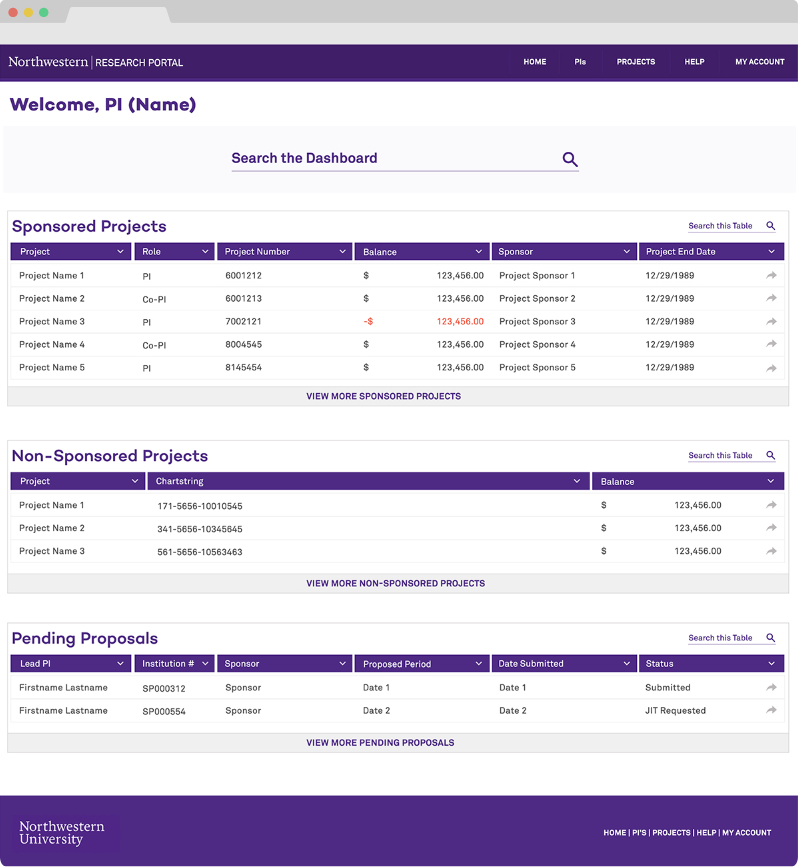 Northwestern | RESEARCH PORTAL HOME PIs PROJECTS HELP MY ACCOUNT
Welcome, PI (Name)
Search the Dashboard
Sponsored Projects Search this Table
Project Role Project Number Balance Sponsor Project End Date
Project Name 1 PI 6001212 $ 123,456.00 Project Sponsor 1 12/29/1989
Project Name 2 Co-PI 6001213 $ 123,456.00 Project Sponsor 2 12/29/1989
Project Name 3 PI 7002121 -$ 123,456.00 Project Sponsor 3 12/29/1989
Project Name 4 Co-PI 8004545 $ 123,456.00 Project Sponsor 4 12/29/1989
Project Name 5 PI 8145454 $ 123,456.00 Project Sponsor 5 12/29/1989
VIEW MORE SPONSORED PROJECTS
Non-Sponsored Projects Search this Table
Project Chartstring Balance
Project Name 1 171-5656-10010545 $ 123,456.00
Project Name 2 341-5656-10345645 $ 123,456.00
Project Name 3 561-5656-10563463 $ 123,456.00
VIEW MORE NON-SPONSORED PROJECTS
Pending Proposals Search this Table
Lead PI Institution # Sponsor Proposed Period Date Submitted Status
Firstname Lastname SP000312 Sponsor Date 1 Date 1 Submitted
Firstname Lastname SP000554 Sponsor Date 2 Date 2 JIT Requested
VIEW MORE PENDING PROPOSALS
Northwestern
University
HOME | PI'S | PROJECTS | HELP | MY ACCOUNT